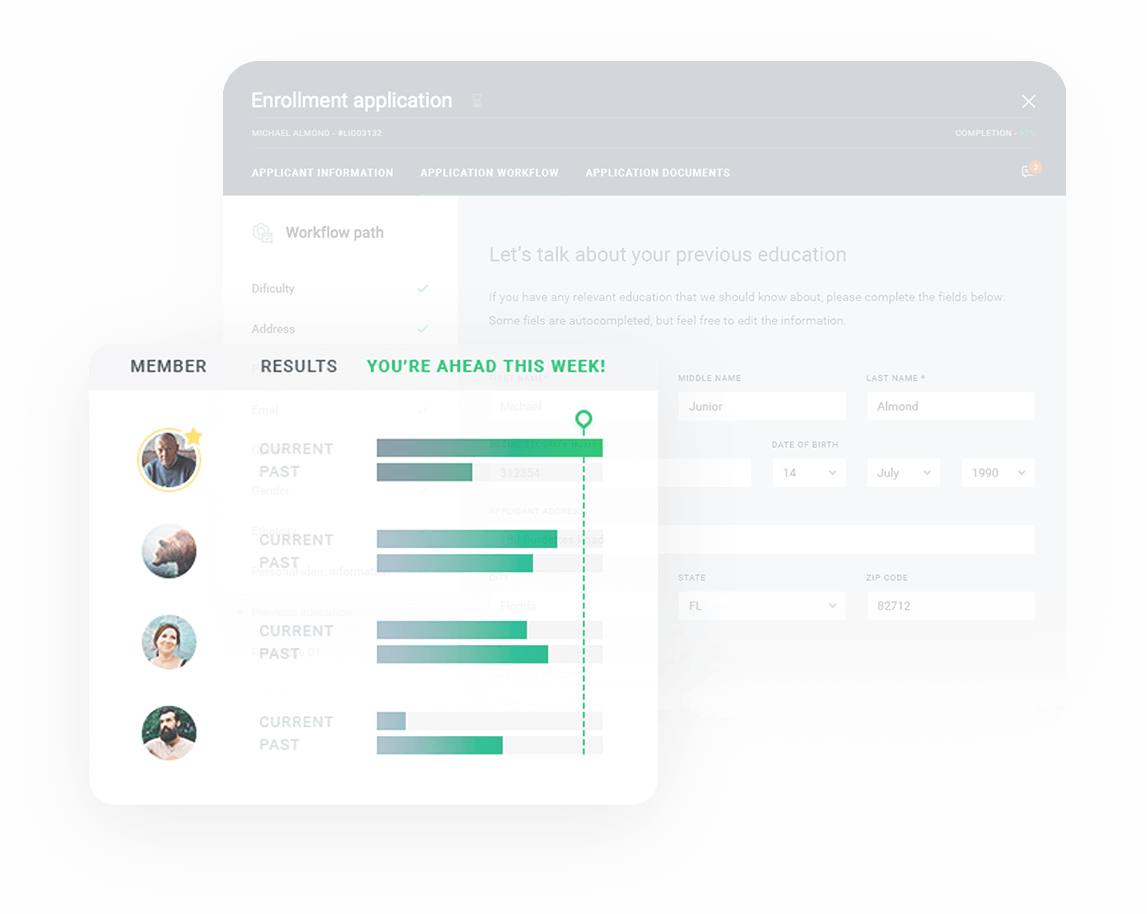 Enrollment application
MICHAEL ALMOND - #LID03132
COMPLETION -
APPLICANT INFORMATION
APPLICATION WORKFLOW
APPLICATION DOCUMENTS
7
Workflow path
Dificulty
Address
Let's talk about your previous education
If you have any relevant education that we should know about, please complete the fields below.
Some fiels are autocompleted, but feel free to edit the information.
MEMBER
RESULTS
YOU'RE AHEAD THIS WEEK!
FIRST NAME*
MIDDLE NAME
LAST NAME *
Michael
Junior
Almond
Email
DATE OF BIRTH
CURRENT
PAST
312354
14
July
1990
Gender
APPLICANT ADDRESS
Ethnicity
CURRENT
PAST
Road
Personal iden. information
CITY
STATE
ZIP CODE
Florida
FL
82712
Previous education
CURRENT
PAST
01
CURRENT
PAST